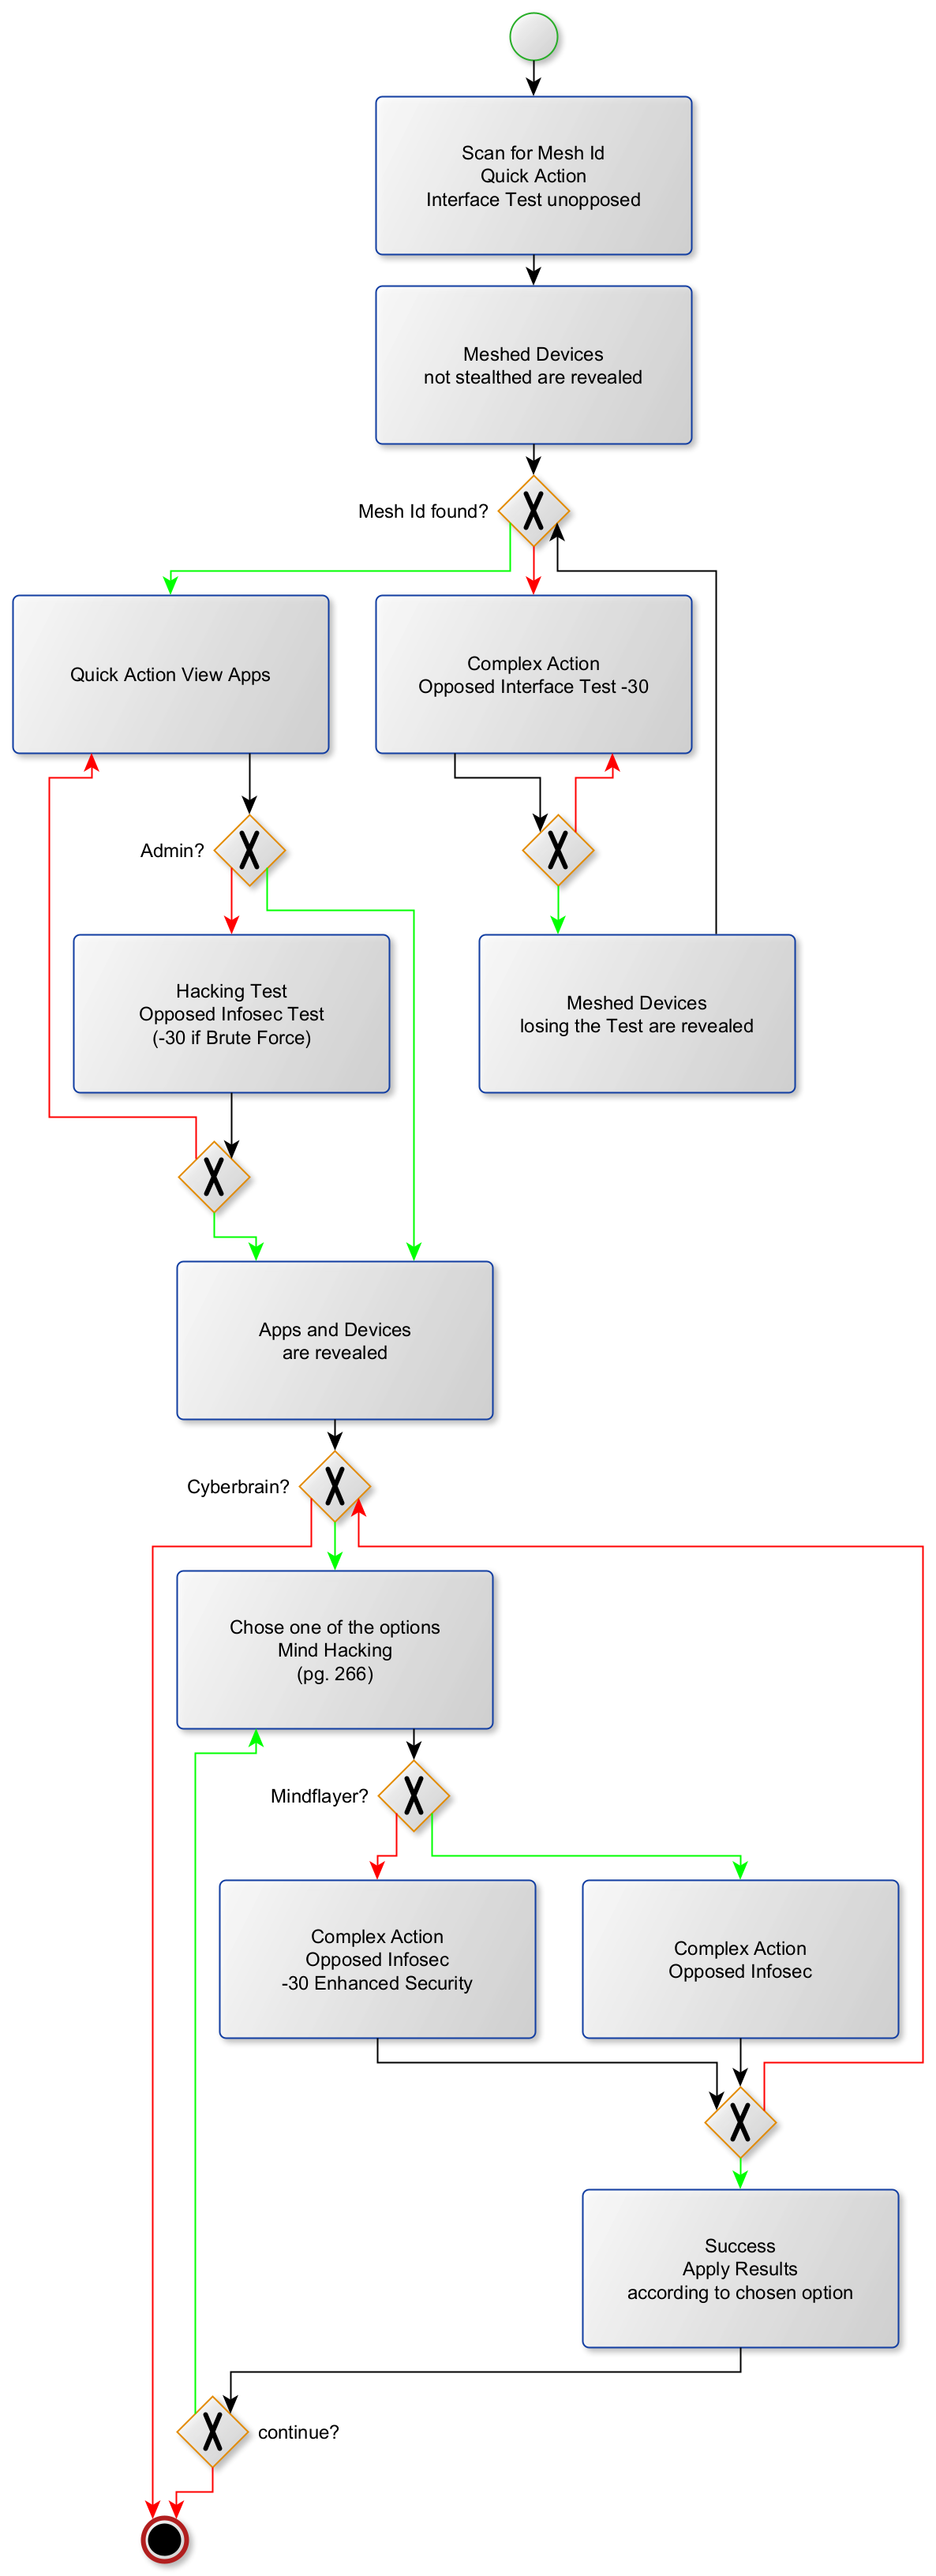 Scan for Mesh Id
Quick Action
Interface Test unopposed
Meshed Devices
not stealthed are revealed
Mesh Id found?
Quick Action View Apps
Complex Action
Opposed Interface Test -30
Admin?
Hacking Test
Opposed Infosec Test
(-30 if Brute Force)
Meshed Devices
losing the Test are revealed
Apps and Devices
are revealed
Cyberbrain?
Chose one of the options
Mind Hacking
(pg. 266)
Mindflayer?
Complex Action
Opposed Infosec
-30 Enhanced Security
Complex Action
Opposed Infosec
Success
Apply Results
according to chosen option
continue?